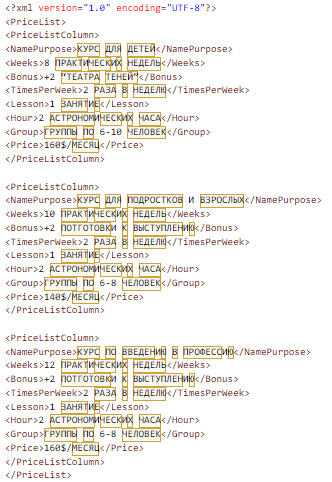 <?xml version="1.0" encoding="UTF-8"?>
<PriceList>
<PriceListColumn>
<NamePurpose>КУРС ДЛЯ ДЕТЕЙ</NamePurpose>
<Weeks>8 ПРАКТИЧЕСКИХ НЕДЕЛЬ</Weeks>
<Bonus>+2 “ТЕАТРА ТЕНЕЙ”</Bonus>
<TimesPerWeek>2 РАЗА В НЕДЕЛЮ</TimesPerWeek>
<Lesson>1 ЗАНЯТИЕ</Lesson>
<Hour>2 АСТРОНОМИЧЕСКИХ ЧАСА</Hour>
<Group>ГРУППЫ ПО 6-10 ЧЕЛОВЕК</Group>
<Price>160$/МЕСЯЦ</Price>
</PriceListColumn>
<PriceListColumn>
<NamePurpose>КУРС ДЛЯ ПОДРОСТКОВ И ВЗРОСЛЫХ</NamePurpose>
<Weeks>10 ПРАКТИЧЕСКИХ НЕДЕЛЬ</Weeks>
<Bonus>+2 ПОТГОТОВКИ К ВЫСТУПЛЕНИЮ</Bonus>
<TimesPerWeek>2 РАЗА В НЕДЕЛЮ</TimesPerWeek>
<Lesson>1 ЗАНЯТИЕ</Lesson>
<Hour>2 АСТРОНОМИЧЕСКИХ ЧАСА</Hour>
<Group>ГРУППЫ ПО 6-8 ЧЕЛОВЕК</Group>
<Price>140$/МЕСЯЦ</Price>
</PriceListColumn>
<PriceListColumn>
<NamePurpose>КУРС ПО ВВЕДЕНИЮ В ПРОФЕССИЮ</NamePurpose>
<Weeks>12 ПРАКТИЧЕСКИХ НЕДЕЛЬ</Weeks>
<Bonus>+2 ПОТГОТОВКИ К ВЫСТУПЛЕНИЮ</Bonus>
<TimesPerWeek>2 РАЗА В НЕДЕЛЮ</TimesPerWeek>
<Lesson>1 ЗАНЯТИЕ</Lesson>
<Hour>2 АСТРОНОМИЧЕСКИХ ЧАСА</Hour>
<Group>ГРУППЫ ПО 6-8 ЧЕЛОВЕК</Group>
<Price>160$/МЕСЯЦ</Price>
</PriceListColumn>
</PriceList>